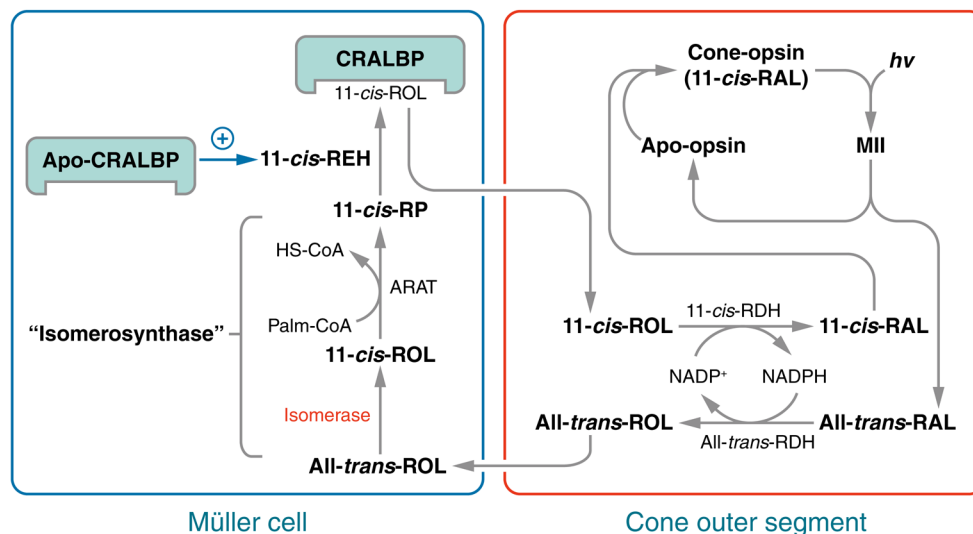 CRALBP
11-cis-ROL
Apo-CRALBP
+
11-cis-REH
11-cis-RP
HS-CoA
ARAT
Palm-CoA
"Isomerosynthase"
11-cis-ROL
Isomerase
All-trans-ROL
Müller cell
Cone-opsin
(11-cis-RAL)
hv
Apo-opsin
MII
11-cis-ROL
11-cis-RDH
11-cis-RAL
NADP⁺
NADPH
All-trans-ROL
All-trans-RDH
All-trans-RAL
Cone outer segment